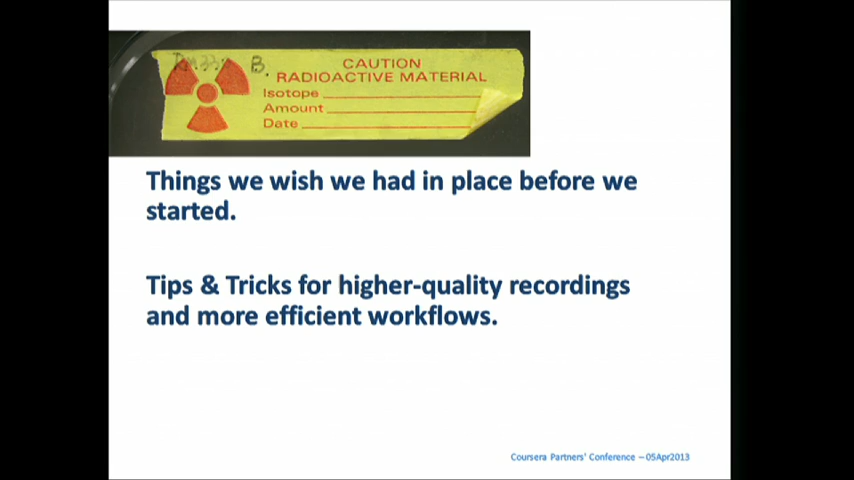 B.
CAUTION
RADIOACTIVE MATERIAL
Isotope
Amount
Date
Things we wish we had in place before we
started.
Tips & Tricks for higher-quality recordings
and more efficient workflows.
Coursera Partners' Conference – 05Apr2013